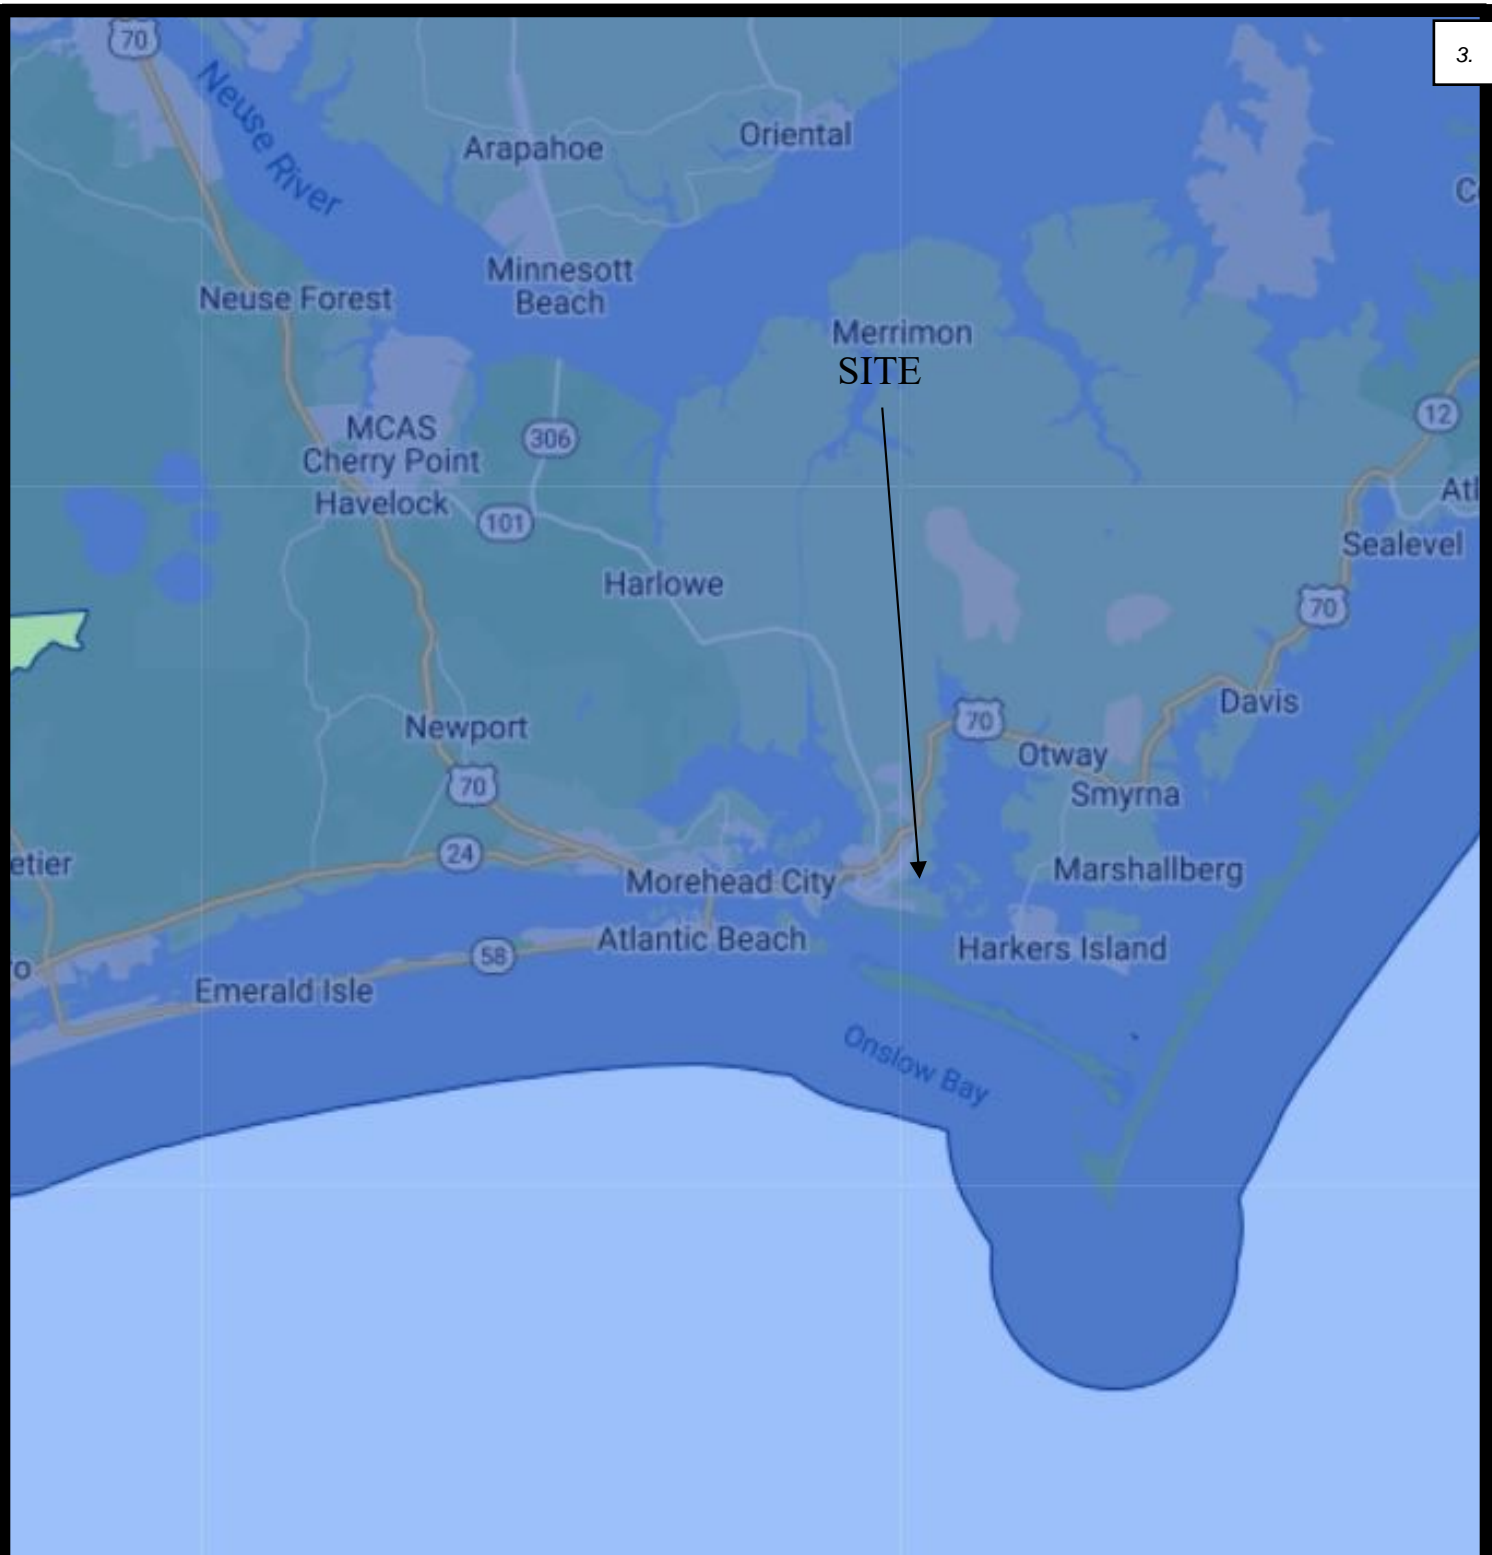 70
3.
Neuse River
Arapahoe
Oriental
C
Minnesott
Beach
Neuse Forest
Merrimon
SITE
12
MCAS
Cherry Point
306
Havelock
101
Atl
Sealevel
Harlowe
70
Davis
70
Newport
Otway
70
Smyrna
24
etier
Morehead City
Marshallberg
Atlantic Beach
58
Harkers Island
o
Emerald Isle
Onslow Bay